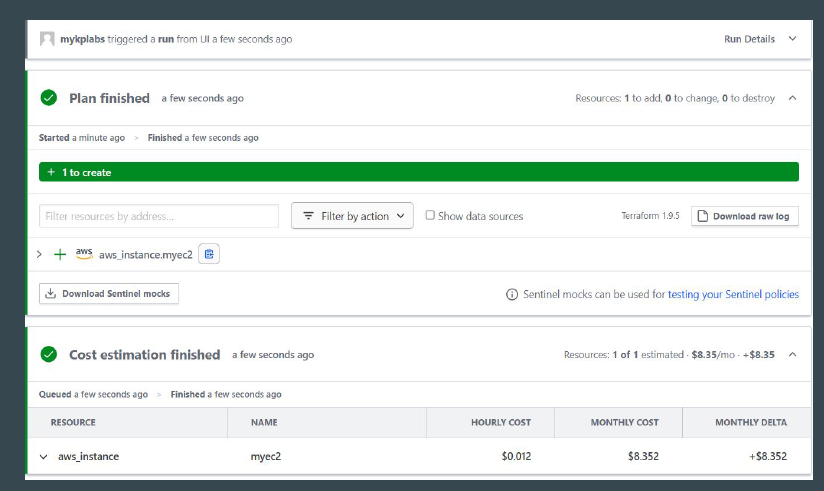 mykplabs triggered a run from UI a few seconds ago Run Details
Plan finished a few seconds ago Resources: 1 to add, 0 to change, 0 to destroy
Started a minute ago > Finished a few seconds ago
+ 1 to create
Filter resources by address... Filter by action Show data sources Terraform 1.9.5 Download raw log
aws aws_instance.myec2
Download Sentinel mocks Sentinel mocks can be used for testing your Sentinel policies
Cost estimation finished a few seconds ago Resources: 1 of 1 estimated · $8.35/mo · +$8.35
Queued a few seconds ago > Finished a few seconds ago
RESOURCE NAME HOURLY COST MONTHLY COST MONTHLY DELTA
aws_instance myec2 $0.012 $8.352 +$8.352